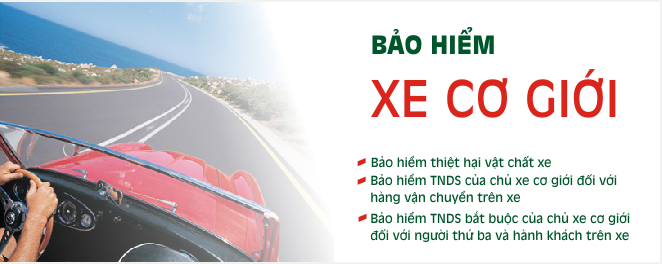 BẢO HIỂM
XE CƠ GIỚI
Bảo hiểm thiệt hại vật chất xe
Bảo hiểm TNDS của chủ xe cơ giới đối với
hàng vận chuyển trên xe
Bảo hiểm TNDS bắt buộc của chủ xe cơ giới
đối với người thứ ba và hành khách trên xe